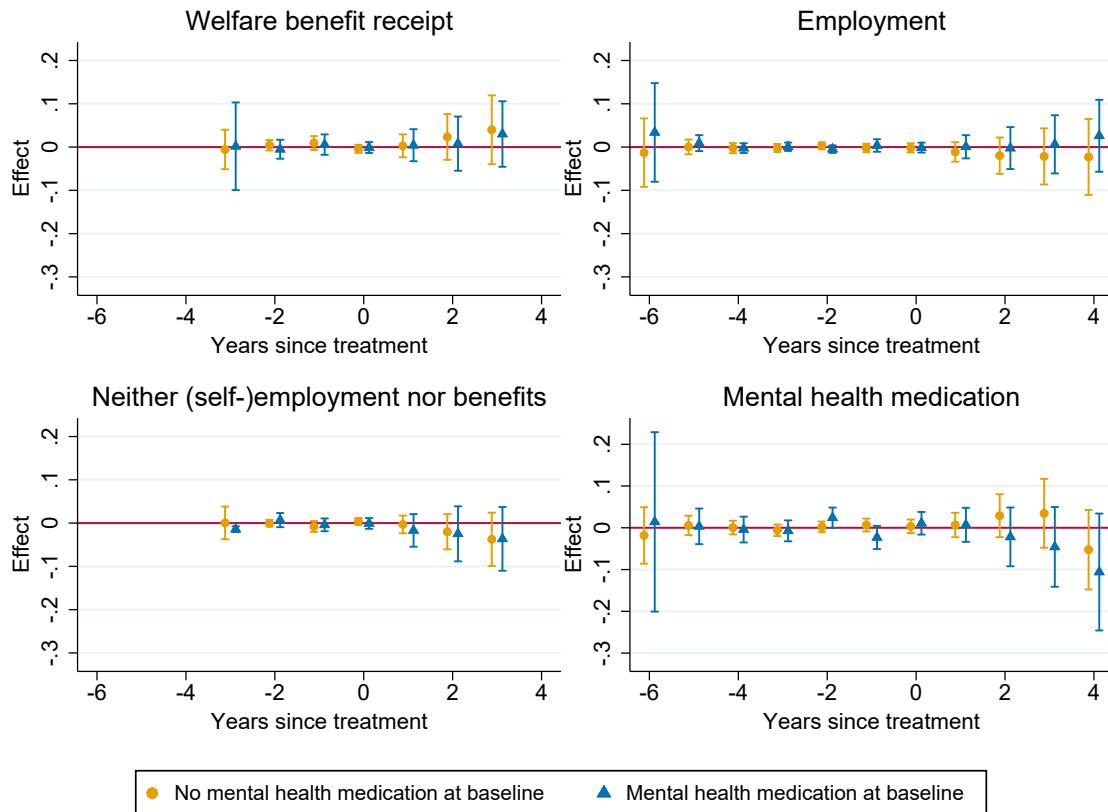 Welfare benefit receipt
Effect
.2
.1
0
-.1
-.2
-.3
-6 -4 -2 0 2 4
Years since treatment
Employment
Effect
.2
.1
0
-.1
-.2
-.3
-6 -4 -2 0 2 4
Years since treatment
Neither (self-)employment nor benefits
Effect
.2
.1
0
-.1
-.2
-.3
-6 -4 -2 0 2 4
Years since treatment
Mental health medication
Effect
.2
.1
0
-.1
-.2
-.3
-6 -4 -2 0 2 4
Years since treatment
No mental health medication at baseline Mental health medication at baseline